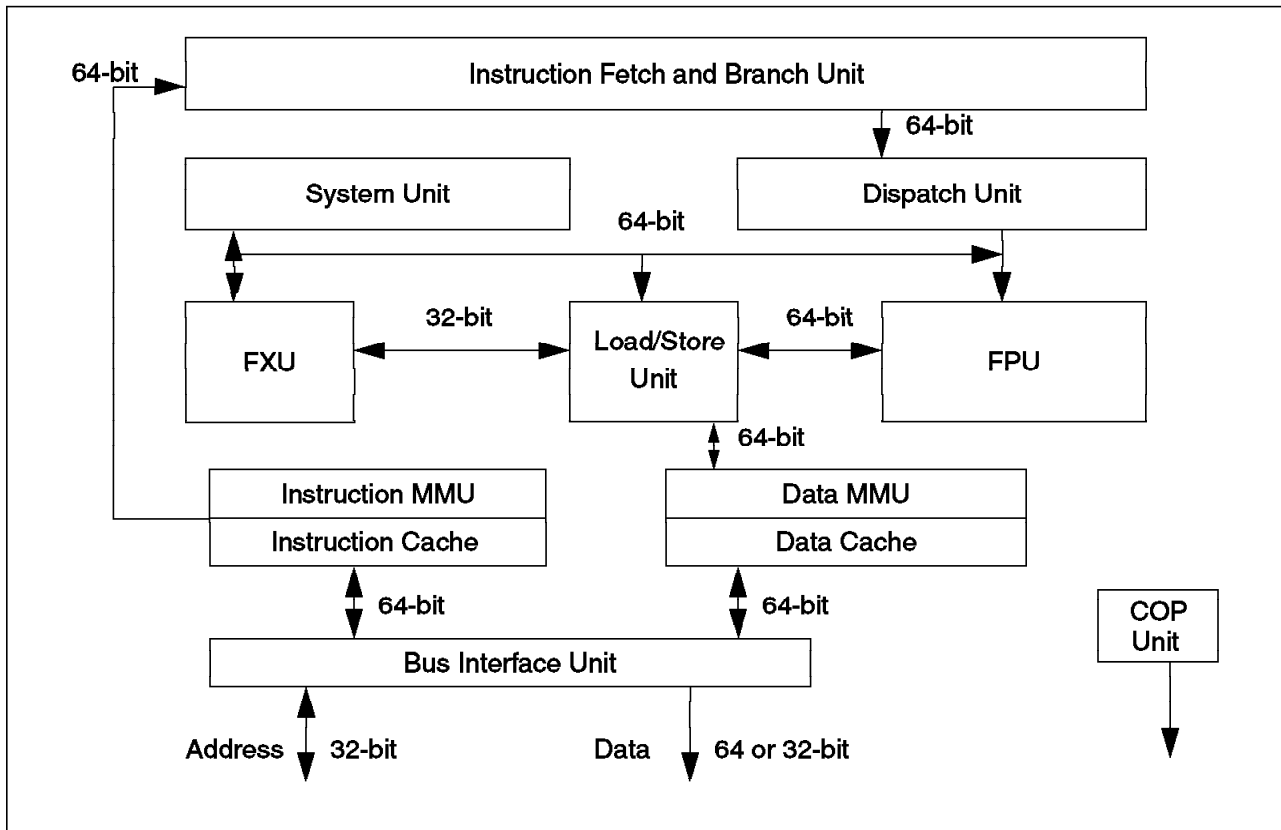 64-bit
Instruction Fetch and Branch Unit
64-bit
System Unit
Dispatch Unit
64-bit
FXU
32-bit
Load/Store
Unit
64-bit
FPU
64-bit
Instruction MMU
Instruction Cache
Data MMU
Data Cache
64-bit
64-bit
Bus Interface Unit
COP
Unit
Address
32-bit
Data
64 or 32-bit